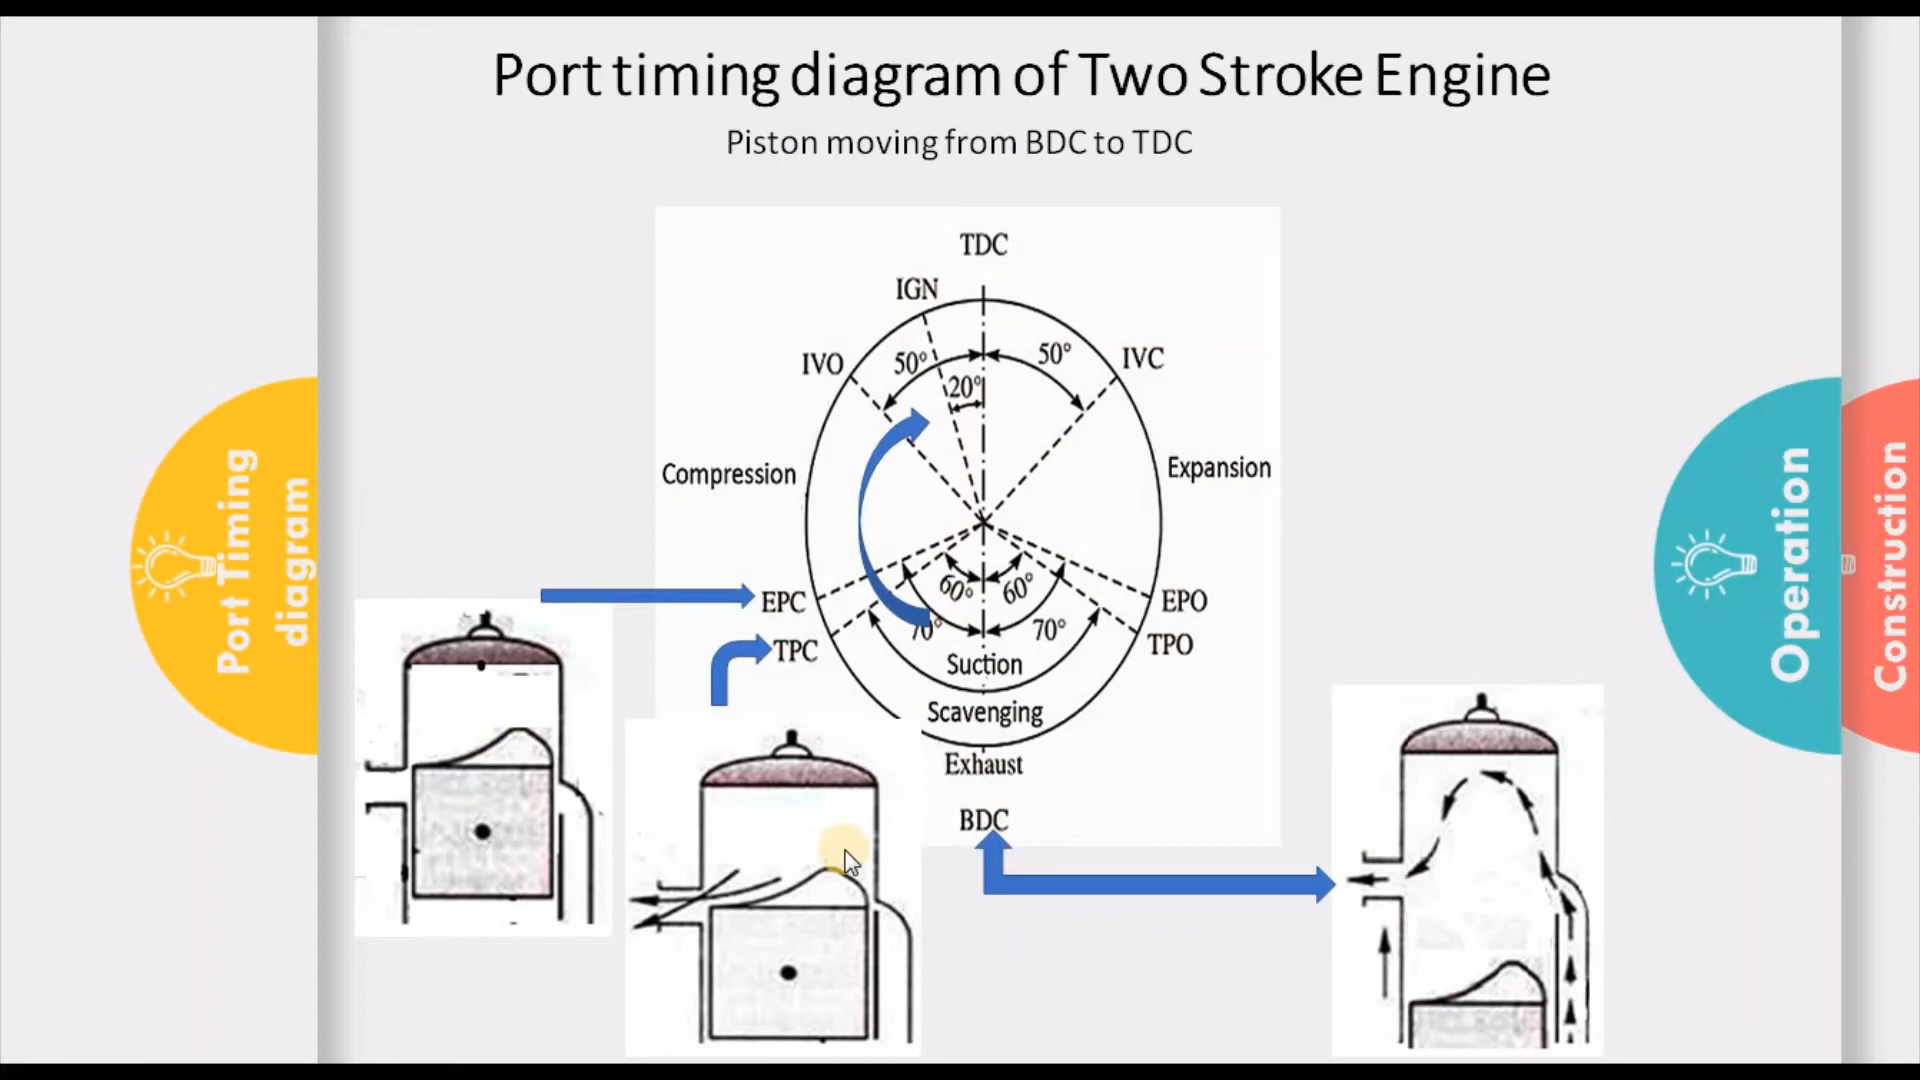 Port timing diagram of Two Stroke Engine
Piston moving from BDC to TDC
TDC
IGN
IVO
50°
50°
IVC
20°
Compression
Expansion
EPC
60°
60°
EPO
TPC
70°
70°
TPO
Suction
Scavenging
Exhaust
BDC
Port Timing
diagram
Operation
Construction